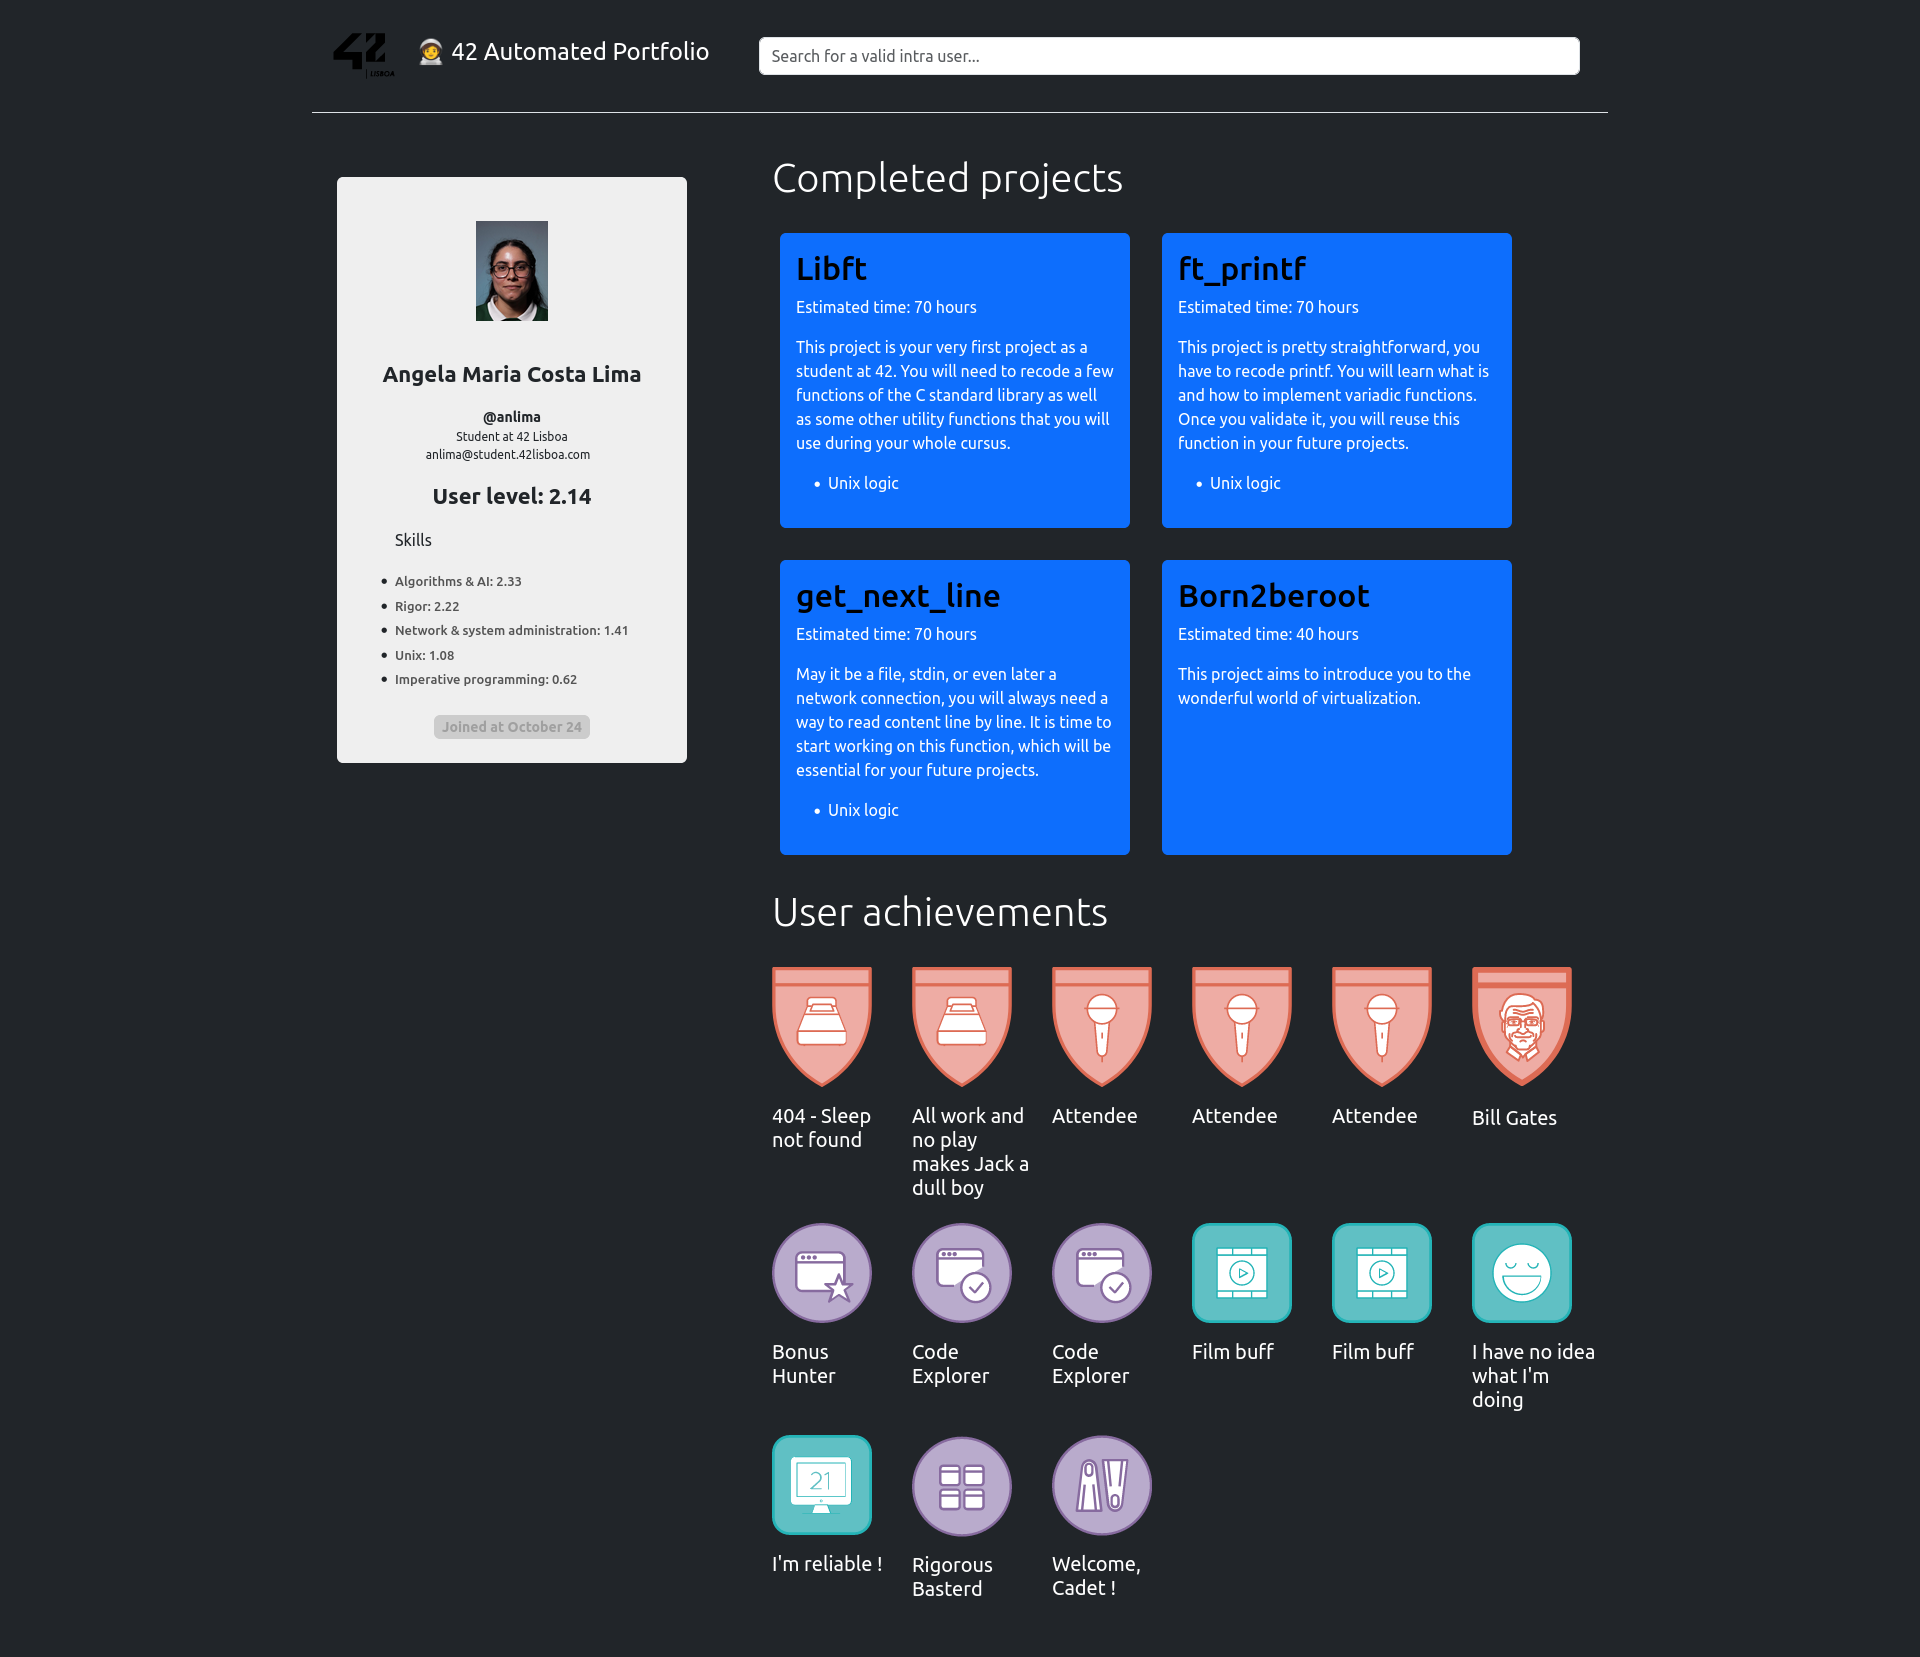 42
LISBOA
42 Automated Portfolio
Search for a valid intra user...
Angela Maria Costa Lima
@anlima
Student at 42 Lisboa
anlima@student.42lisboa.com
User level: 2.14
Skills
Algorithms & AI: 2.33
Rigor: 2.22
Network & system administration: 1.41
Unix: 1.08
Imperative programming: 0.62
Joined at October 24
Completed projects
Libft
Estimated time: 70 hours
This project is your very first project as a
student at 42. You will need to recode a few
functions of the C standard library as well
as some other utility functions that you will
use during your whole cursus.
Unix logic
ft_printf
Estimated time: 70 hours
This project is pretty straightforward, you
have to recode printf. You will learn what is
and how to implement variadic functions.
Once you validate it, you will reuse this
function in your future projects.
Unix logic
get_next_line
Estimated time: 70 hours
May it be a file, stdin, or even later a
network connection, you will always need a
way to read content line by line. It is time to
start working on this function, which will be
essential for your future projects.
Unix logic
Born2beroot
Estimated time: 40 hours
This project aims to introduce you to the
wonderful world of virtualization.
User achievements
404 - Sleep
not found
All work and
no play
makes Jack a
dull boy
Attendee
Attendee
Attendee
Bill Gates
Bonus
Hunter
Code
Explorer
Code
Explorer
Film buff
Film buff
I have no idea
what I'm
doing
21
I'm reliable !
Rigorous
Basterd
Welcome,
Cadet !